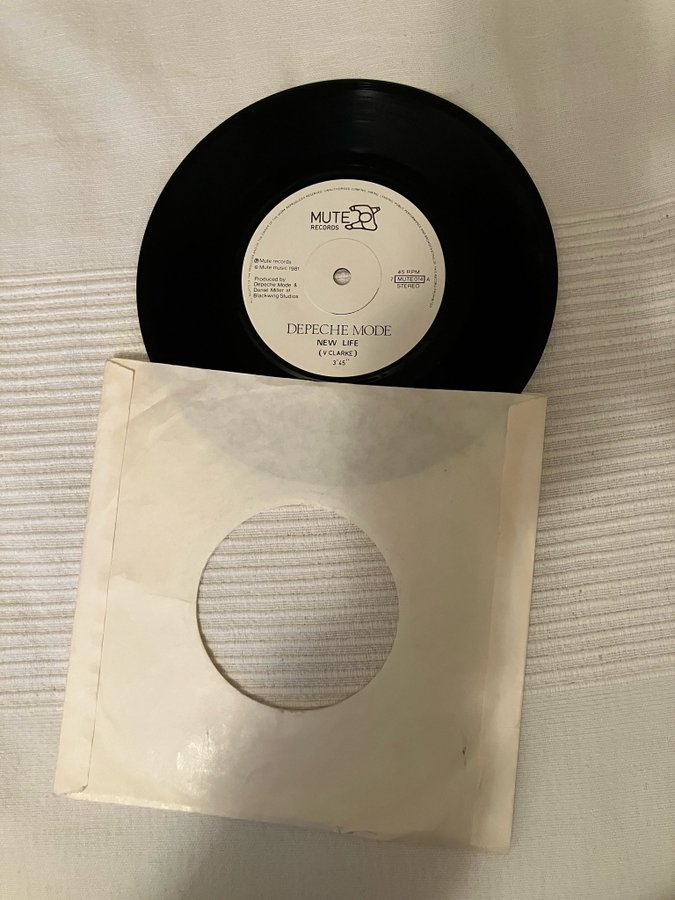 MUTE
RECORDS
℗ Mute records
© Mute music 1981
Produced by
Depeche Mode &
Daniel Miller at
Blackwing Studios
45 RPM
7 MUTE 014 A
STEREO
DEPECHE MODE
NEW LIFE
(V CLARKE)
3'45"